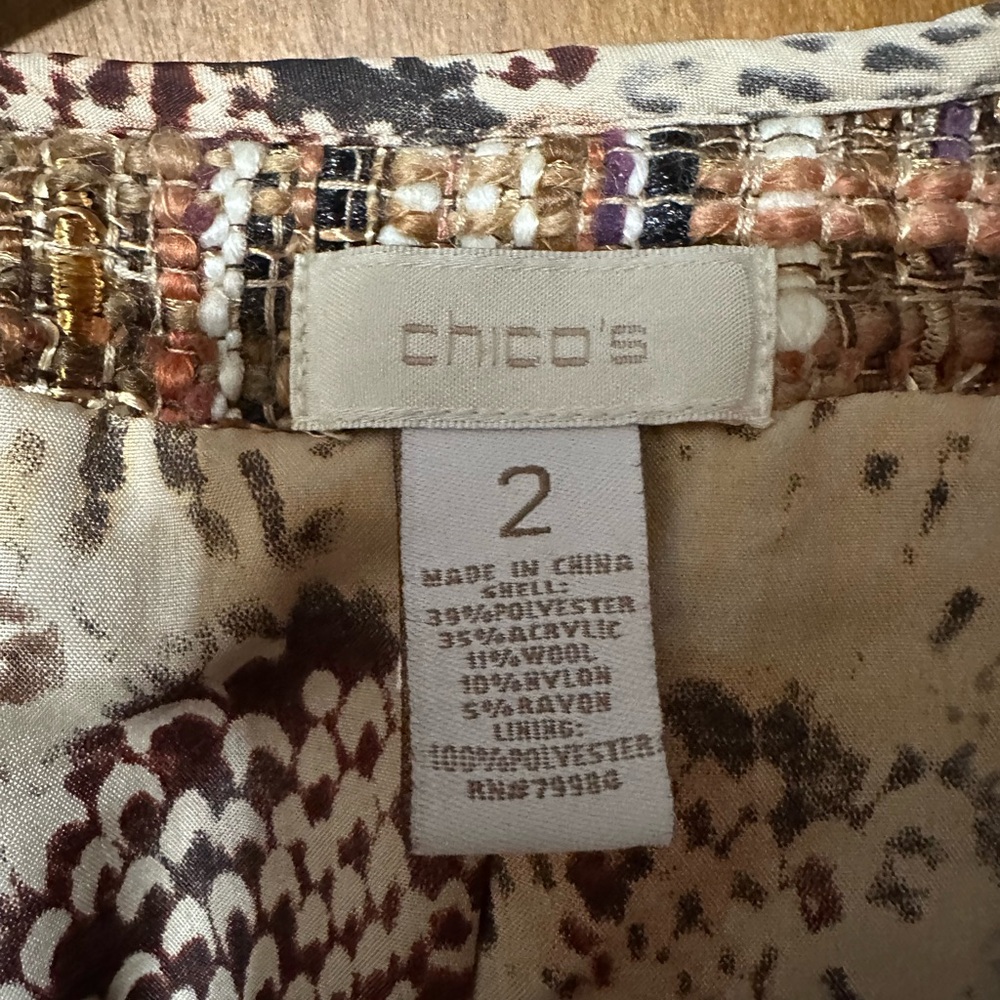 chico's
2
MADE IN CHINA
SHELL:
39%POLYESTER
35%ACRYLIC
11%WOOL
10%NYLON
5%RAYON
LINING:
100%POLYESTER
RN#79986